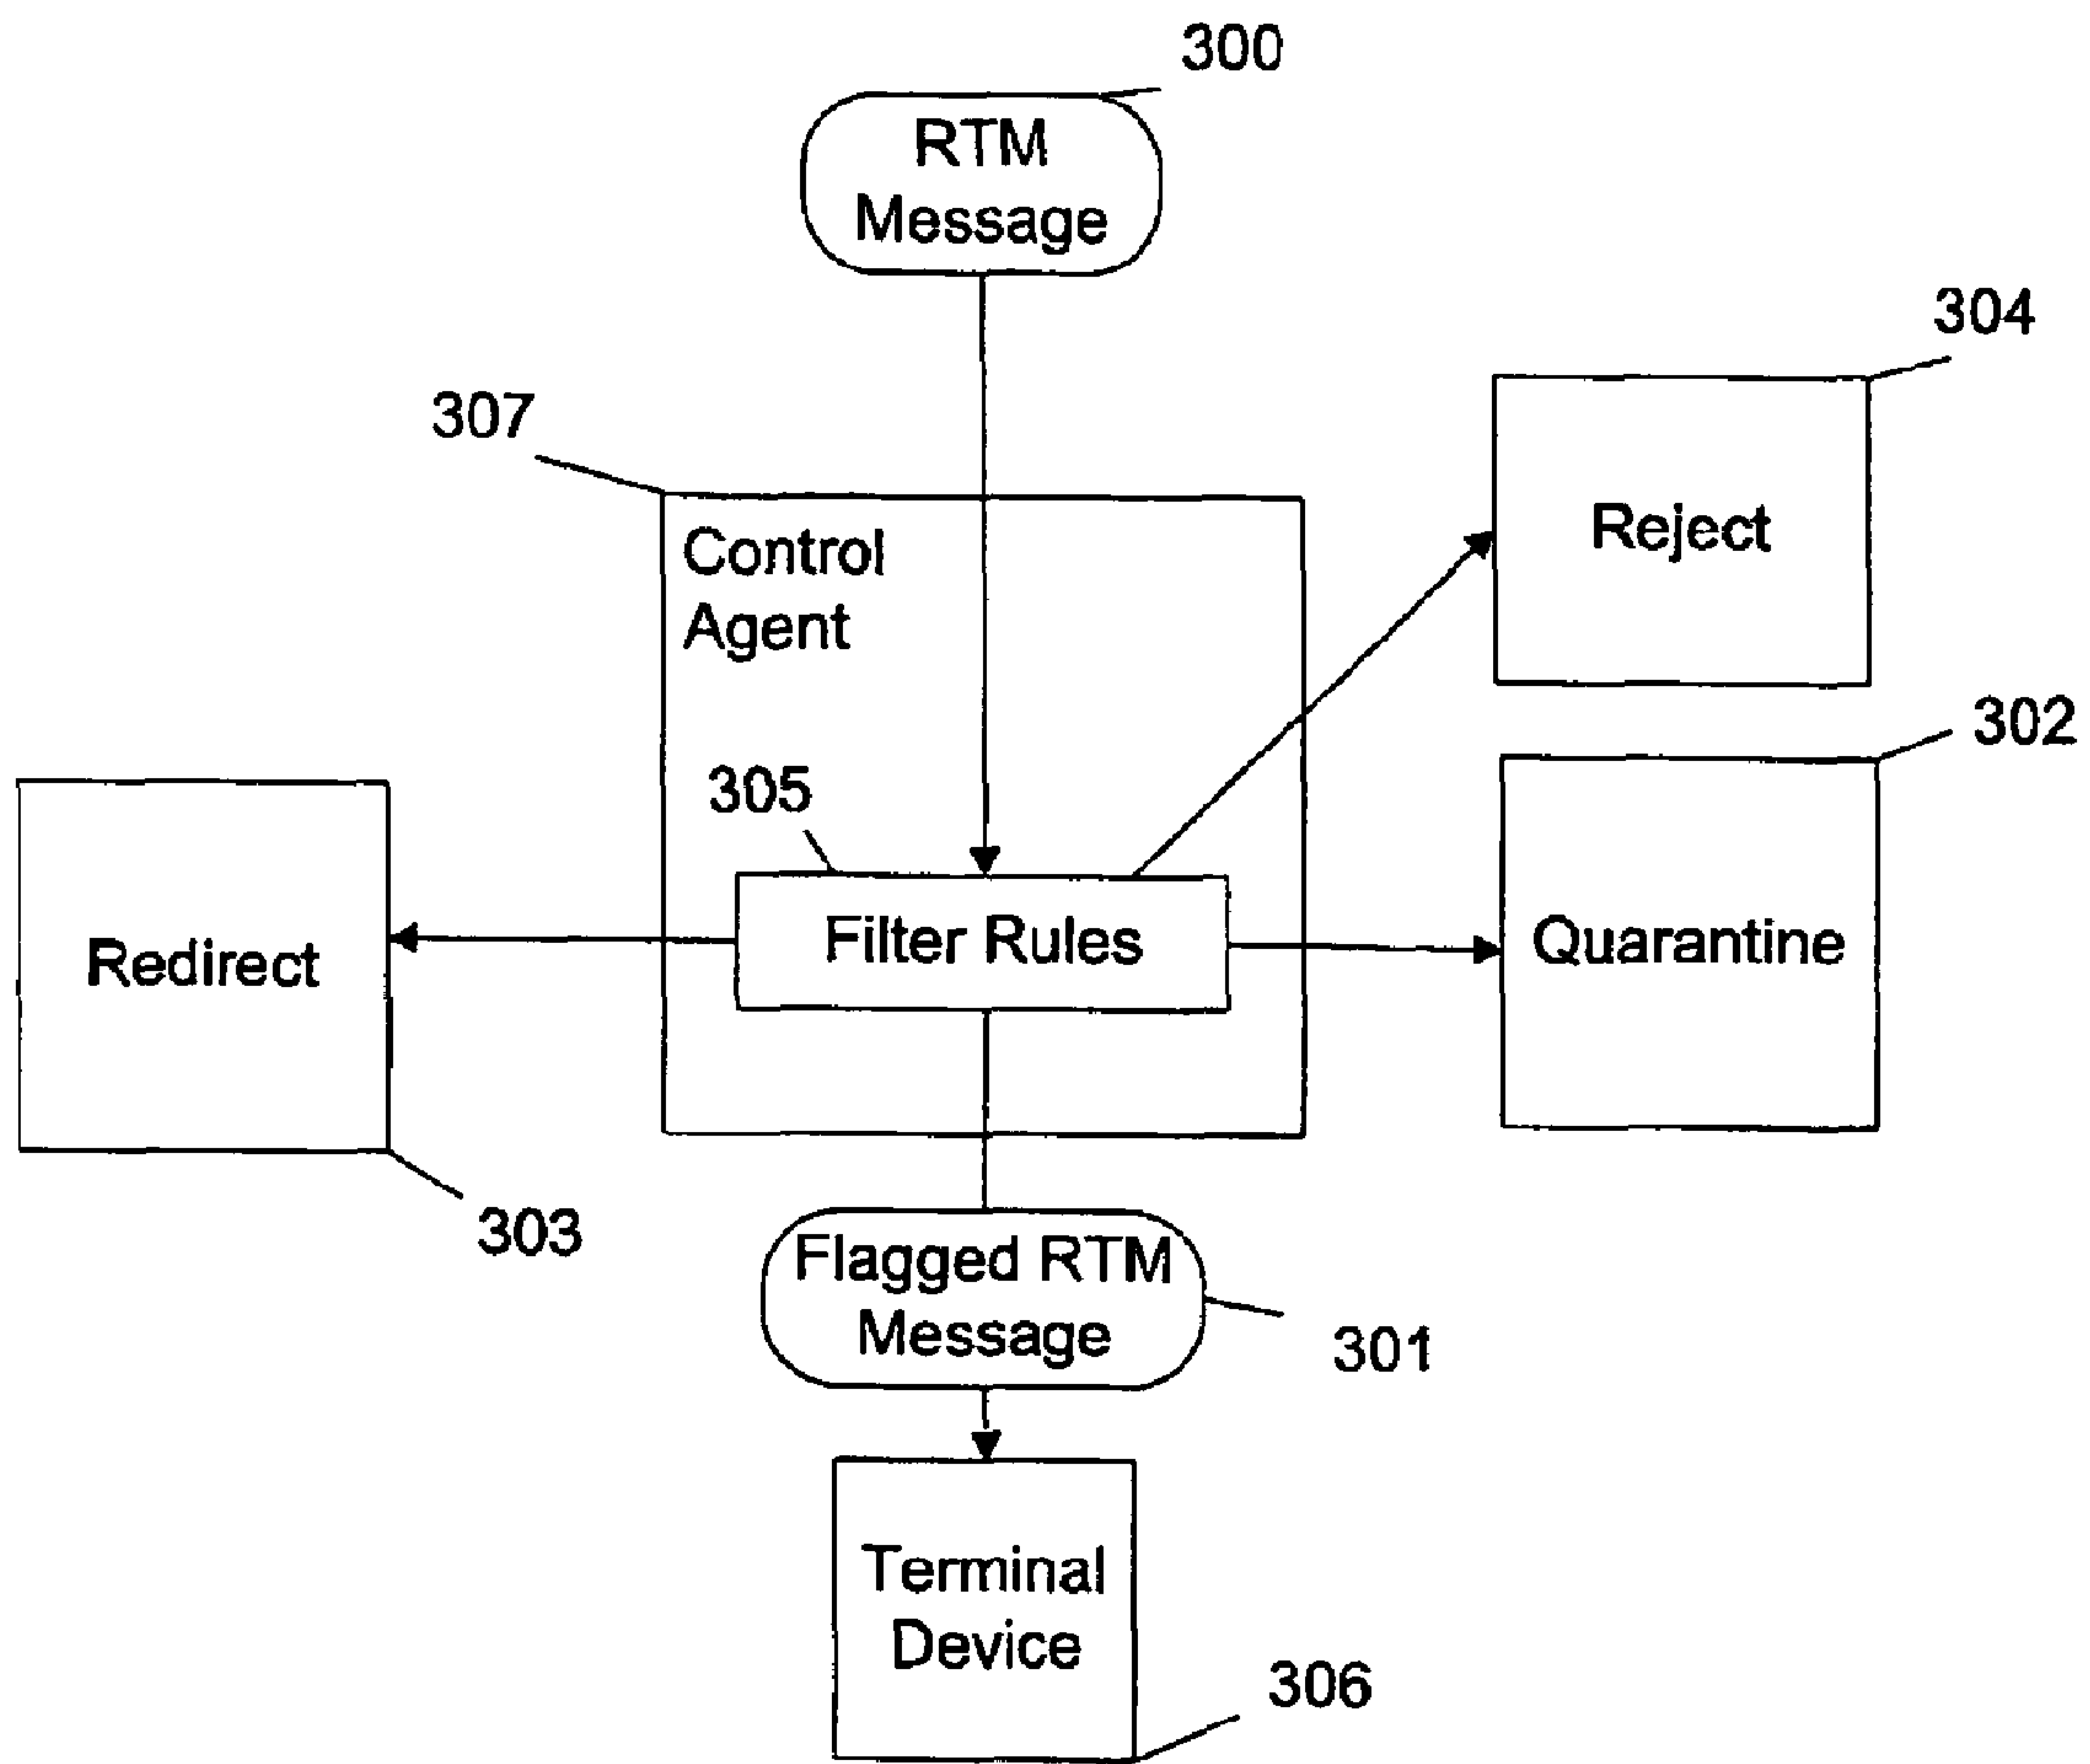 300
RTM
Message
304
307
Control
Agent
Reject
302
305
Redirect
Filter Rules
Quarantine
303
Flagged RTM
Message
301
Terminal
Device
306